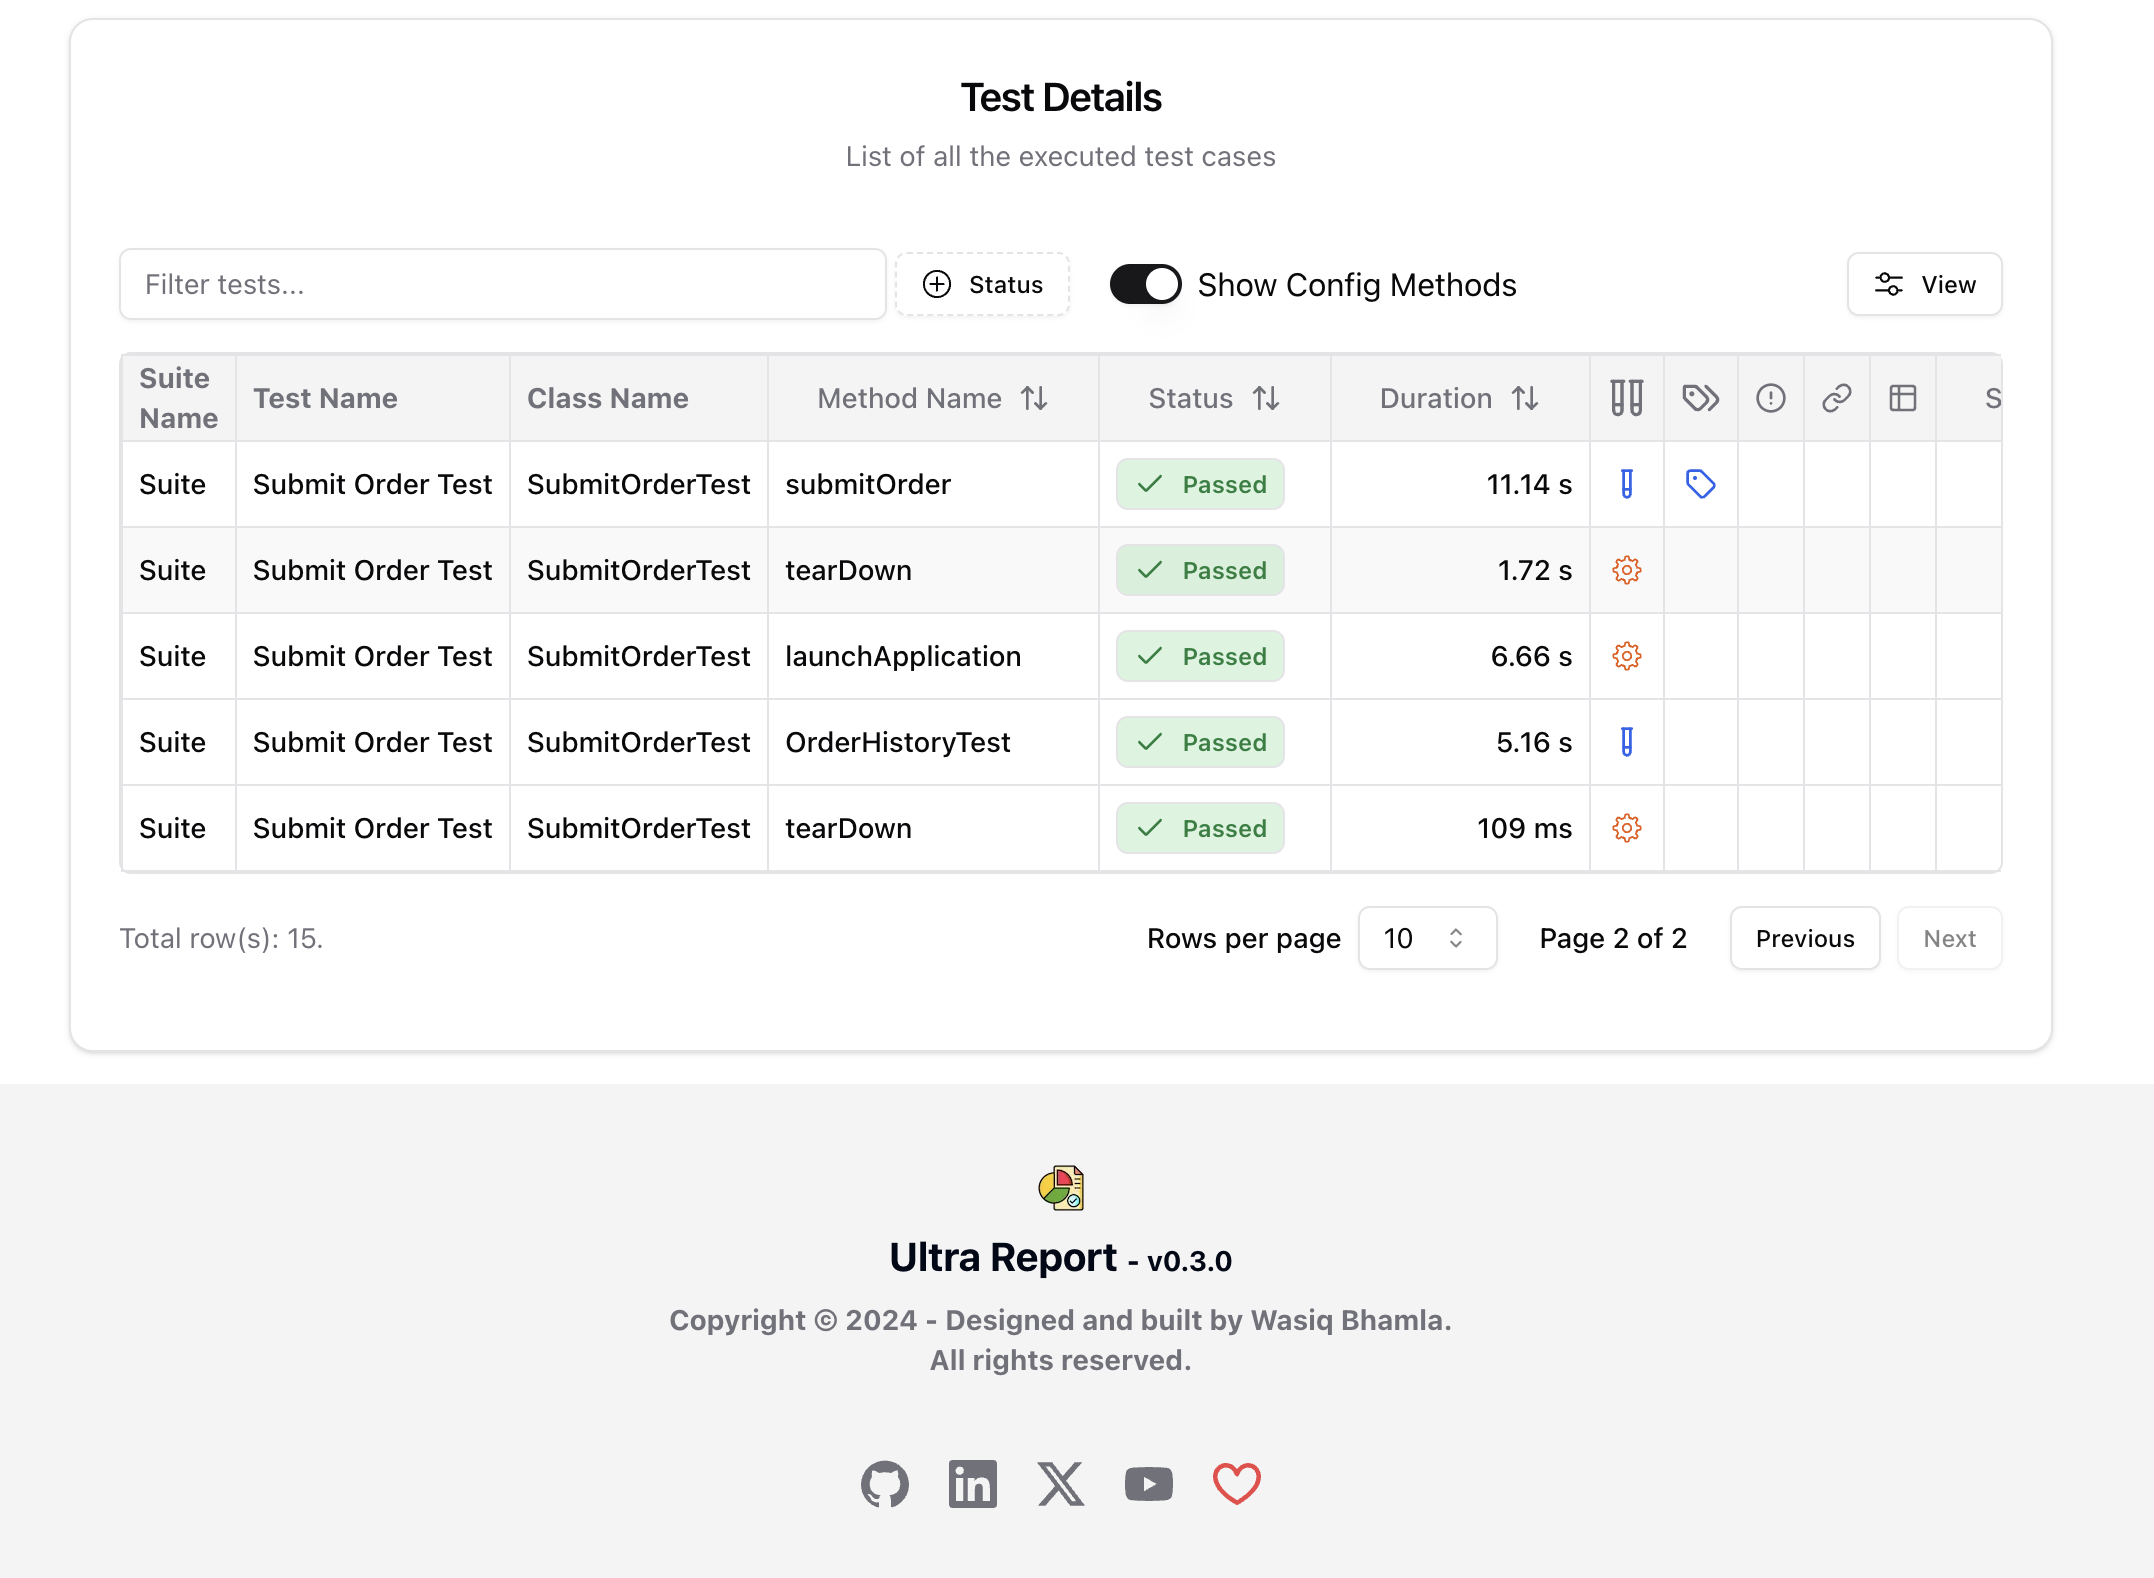 Test Details
List of all the executed test cases
Filter tests...
Status
Show Config Methods
View
Suite Name Test Name Class Name Method Name Status Duration S
Suite Submit Order Test SubmitOrderTest submitOrder Passed 11.14 s
Suite Submit Order Test SubmitOrderTest tearDown Passed 1.72 s
Suite Submit Order Test SubmitOrderTest launchApplication Passed 6.66 s
Suite Submit Order Test SubmitOrderTest OrderHistoryTest Passed 5.16 s
Suite Submit Order Test SubmitOrderTest tearDown Passed 109 ms
Total row(s): 15.
Rows per page 10 Page 2 of 2 Previous Next
Ultra Report - v0.3.0
Copyright © 2024 - Designed and built by Wasiq Bhamla.
All rights reserved.